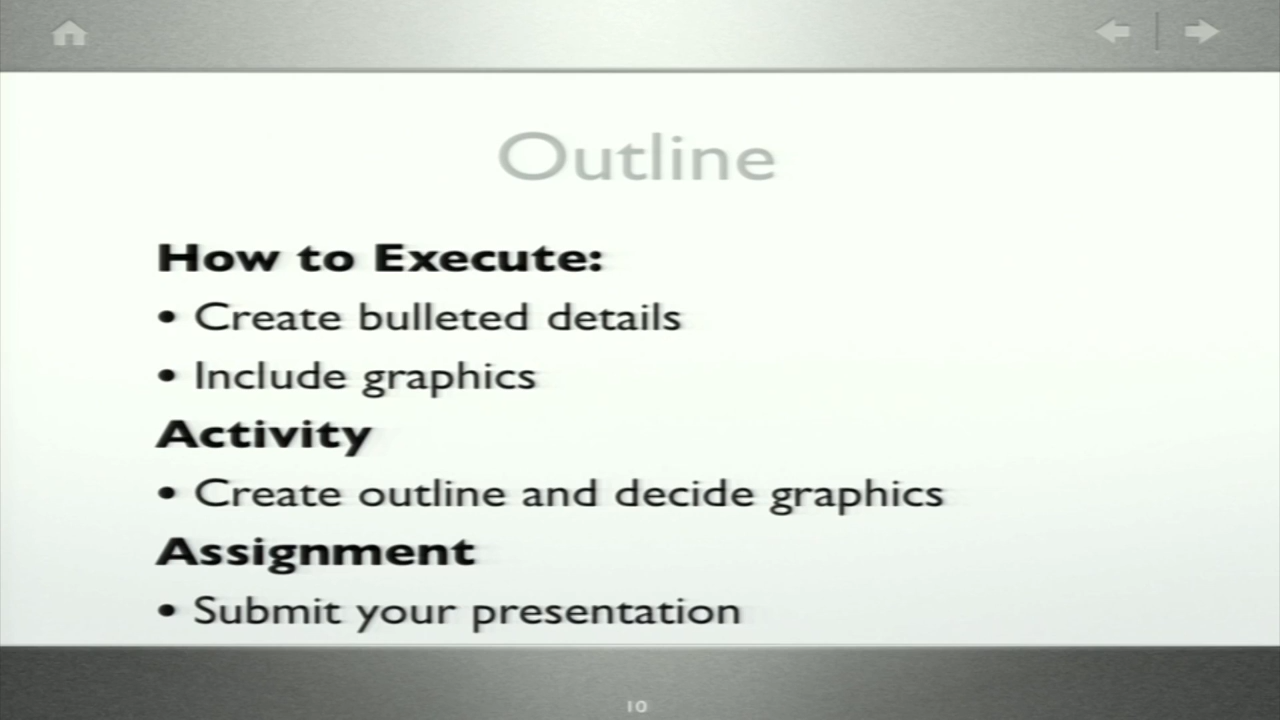 Outline
How to Execute:
• Create bulleted details
• Include graphics
Activity
• Create outline and decide graphics
Assignment
• Submit your presentation
10